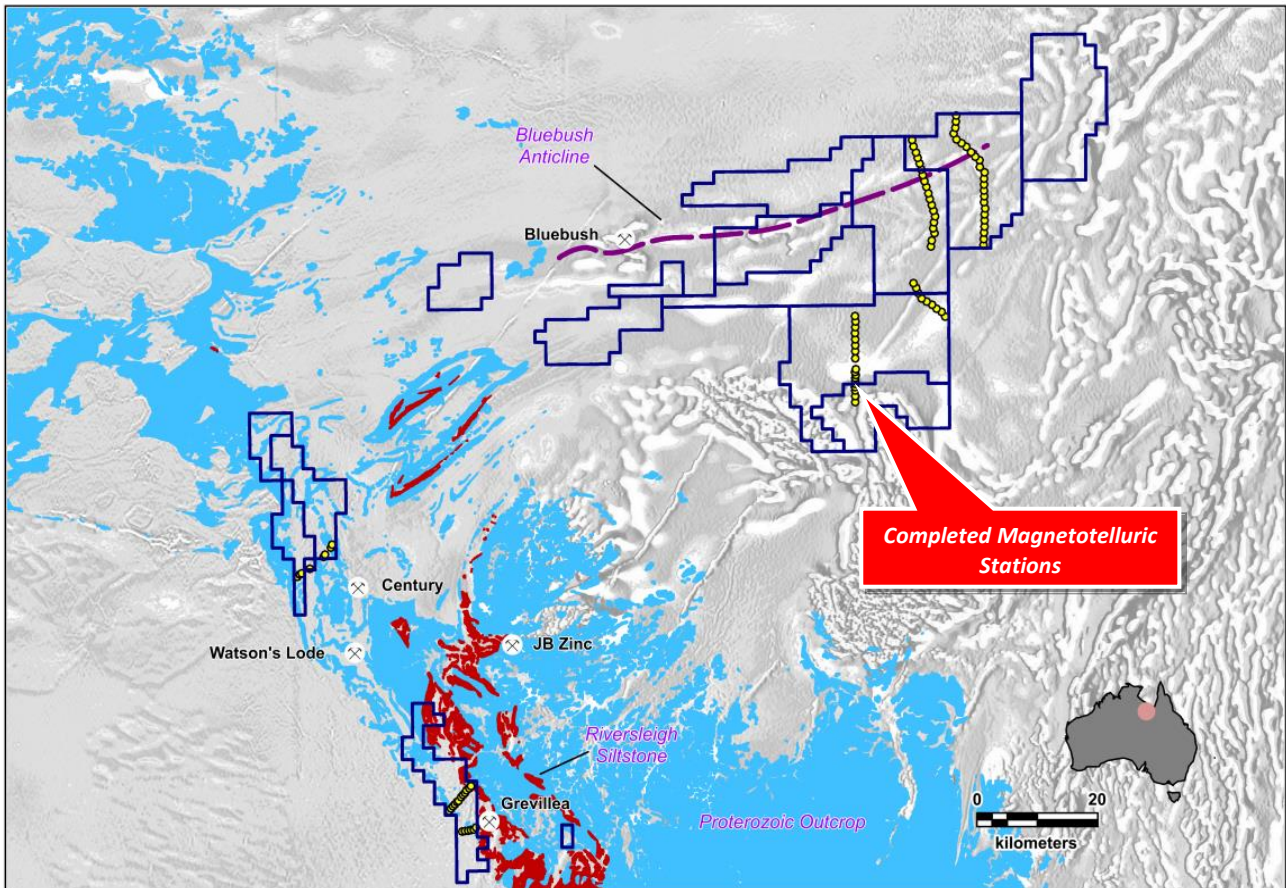 Bluebush
Anticline
Bluebush
Completed Magnetotelluric
Stations
Century
JB Zinc
Watson's Lode
Riversleigh
Siltstone
Grevillea
Proterozoic Outcrop
0 20
kilometers